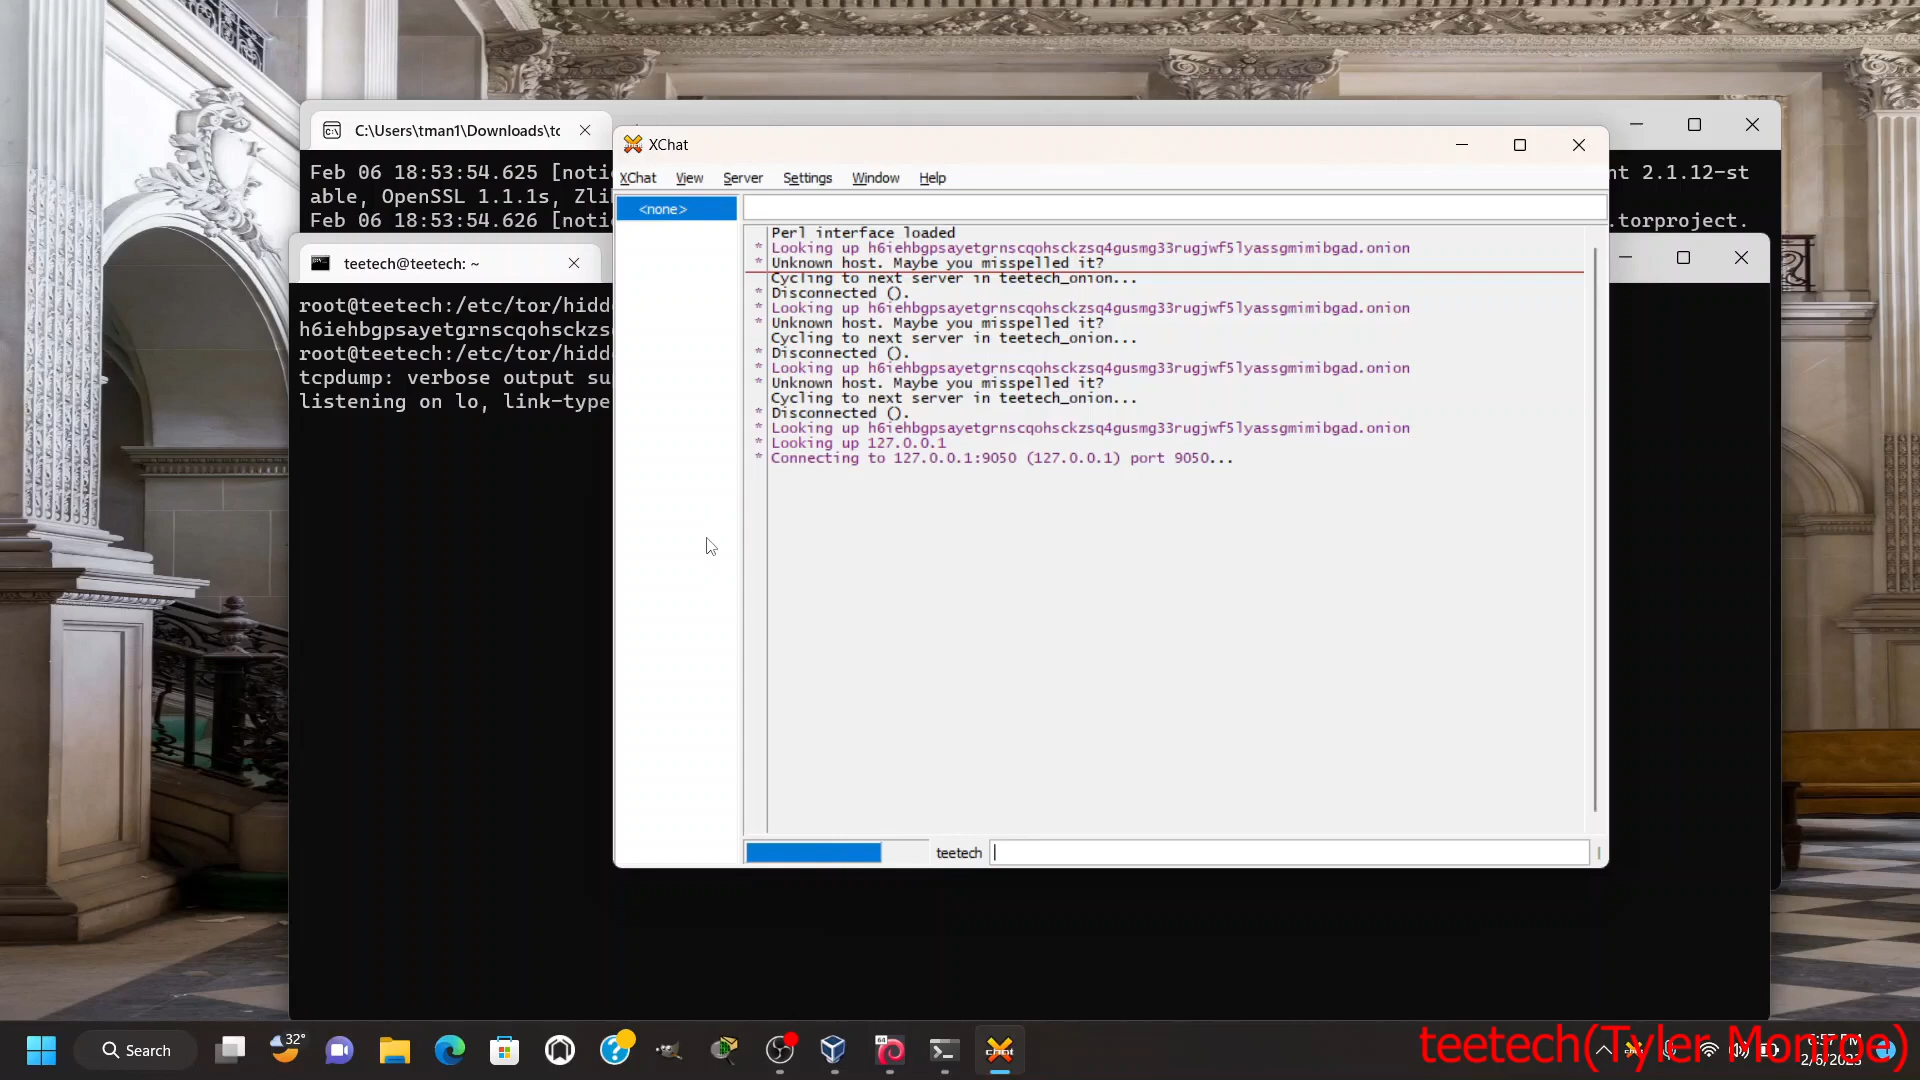 C:\Users\tman1\Downloads\tc
Feb 06 18:53:54.625 [noti
nt 2.1.12-st
able, OpenSSL 1.1.1s, Zli
Feb 06 18:53:54.626 [noti
.torproject.
XChat
XChat View Server Settings Window Help
<none>
Perl interface loaded
* Looking up h6iehbgpsayetgrnscqohsckzsq4gusmg33rugjwf5lyassgmimibgad.onion
* Unknown host. Maybe you misspelled it?
Cycling to next server in teetech_onion...
* Disconnected ().
* Looking up h6iehbgpsayetgrnscqohsckzsq4gusmg33rugjwf5lyassgmimibgad.onion
* Unknown host. Maybe you misspelled it?
Cycling to next server in teetech_onion...
* Disconnected ().
* Looking up h6iehbgpsayetgrnscqohsckzsq4gusmg33rugjwf5lyassgmimibgad.onion
* Unknown host. Maybe you misspelled it?
Cycling to next server in teetech_onion...
* Disconnected ().
* Looking up h6iehbgpsayetgrnscqohsckzsq4gusmg33rugjwf5lyassgmimibgad.onion
* Looking up 127.0.0.1
* Connecting to 127.0.0.1:9050 (127.0.0.1) port 9050...
teetech
teetech@teetech: ~
root@teetech:/etc/tor/hidd
h6iehbgpsayetgrnscqohsckzs
root@teetech:/etc/tor/hidd
tcpdump: verbose output su
listening on lo, link-type
32°
Search
64
chat
teetech(Tyler Monroe)
6:57 PM